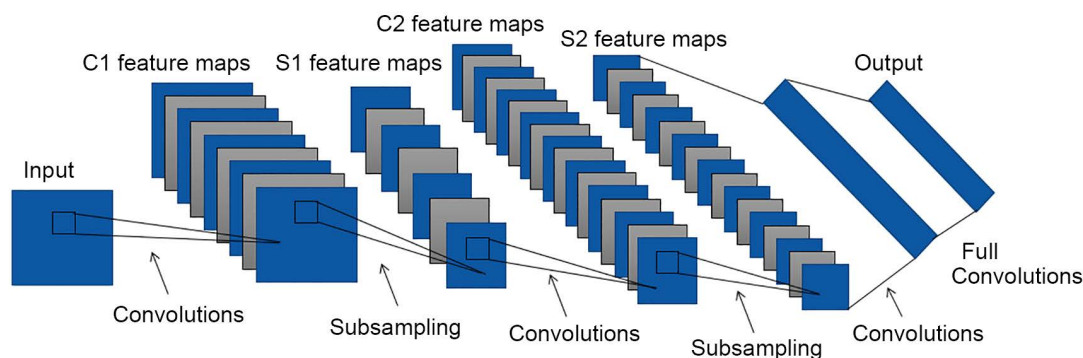 C2 feature maps
C1 feature maps
S1 feature maps
S2 feature maps
Output
Input
Full
Convolutions
Convolutions
Subsampling
Convolutions
Subsampling
Convolutions